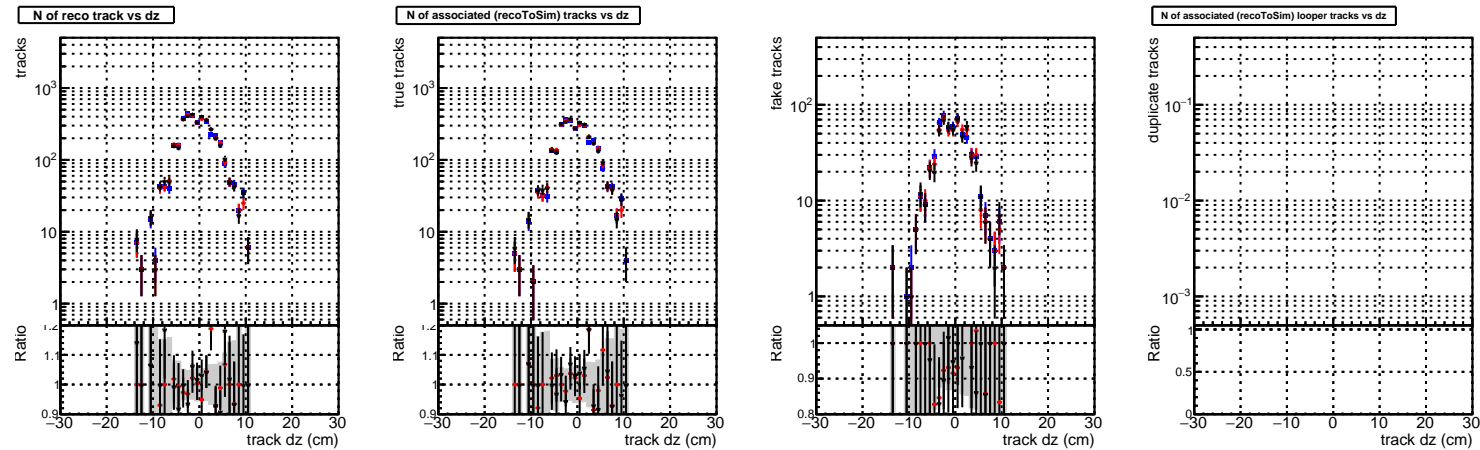 N of reco track vs dz
tracks
10³
10²
10
1
Ratio
1.2
1.1
1
0.9
−30 −20 −10 0 10 20 30
track dz (cm)
N of associated (recoToSim) tracks vs dz
true tracks
10³
10²
10
1
Ratio
1.2
1.1
1
0.9
−30 −20 −10 0 10 20 30
track dz (cm)
fake tracks
10²
10
1
Ratio
1
0.9
0.8
−30 −20 −10 0 10 20 30
track dz (cm)
N of associated (recoToSim) looper tracks vs dz
duplicate tracks
10⁻¹
10⁻²
10⁻³
Ratio
1
0.5
0
−30 −20 −10 0 10 20 30
track dz (cm)